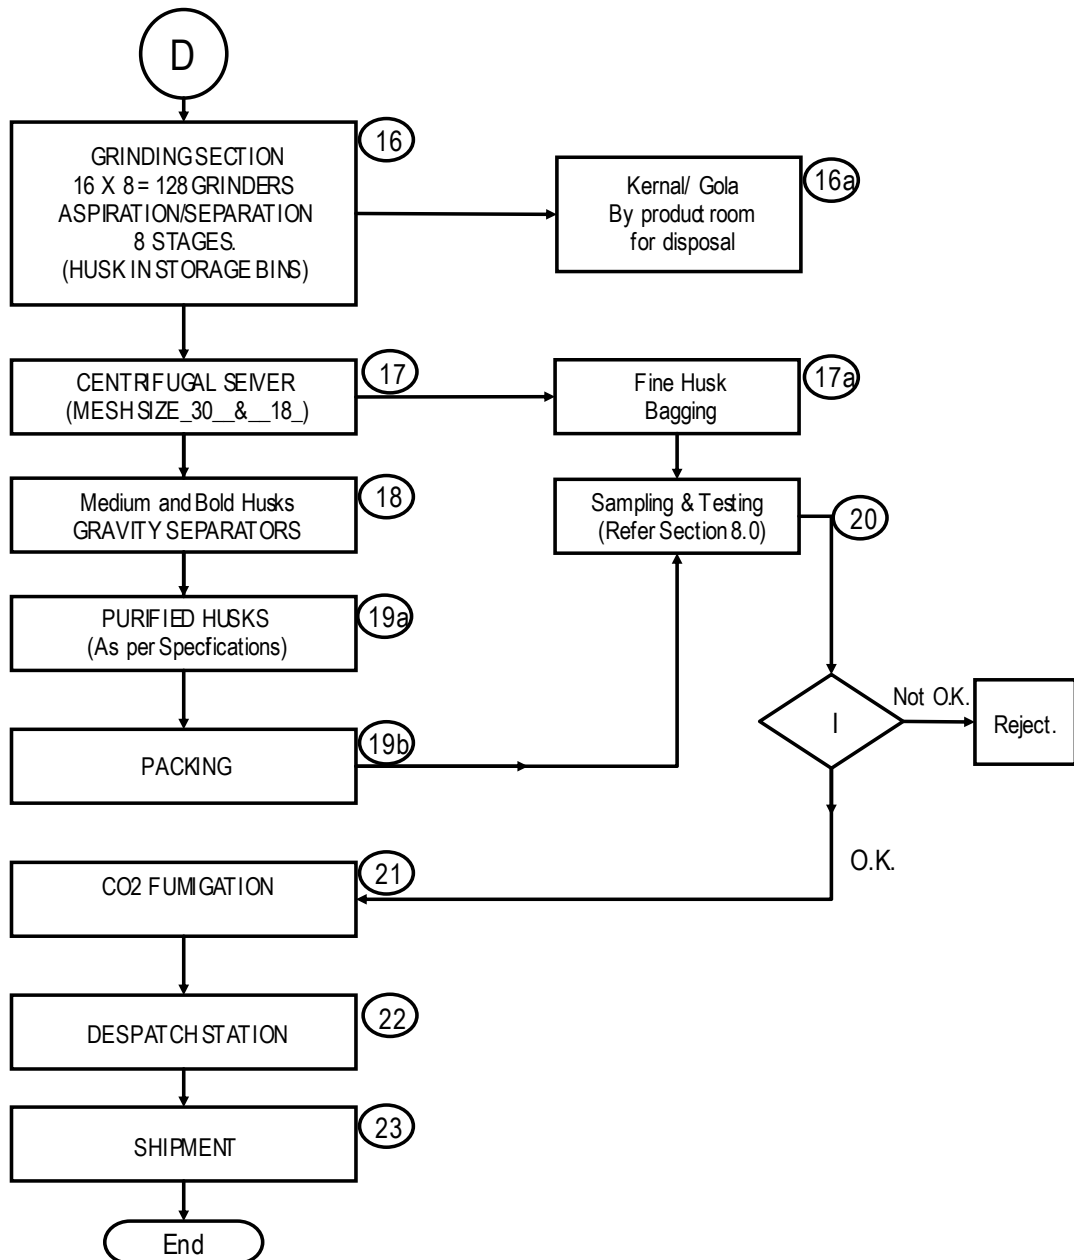 D
GRINDING SECTION
16 X 8 = 128 GRINDERS
ASPIRATION/SEPARATION
8 STAGES.
(HUSK IN STORAGE BINS)
16
Kernal/ Gola
By product room
for disposal
16a
CENTRIFUGAL SEIVER
(MESH SIZE_30__&__18_)
17
Fine Husk
Bagging
17a
Medium and Bold Husks
GRAVITY SEPARATORS
18
Sampling & Testing
(Refer Section 8.0)
20
PURIFIED HUSKS
(As per Specfications)
19a
I
Not O.K.
Reject.
PACKING
19b
O.K.
CO2 FUMIGATION
21
DESPATCH STATION
22
SHIPMENT
23
End